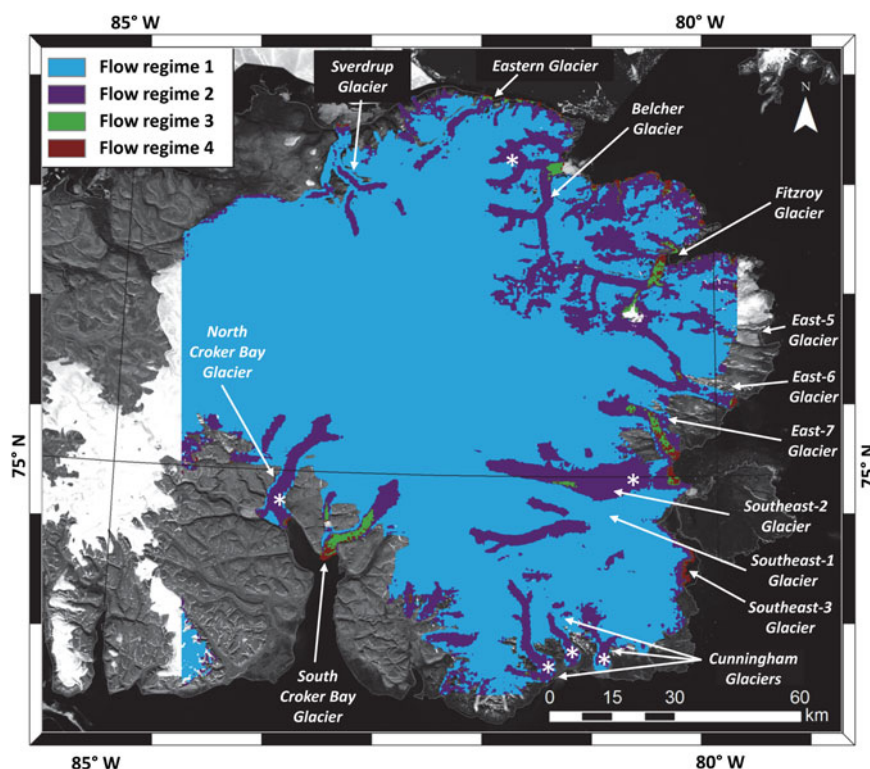 85° W
80° W
Flow regime 1
Flow regime 2
Flow regime 3
Flow regime 4
Sverdrup
Glacier
Eastern Glacier
Belcher
Glacier
N
Fitzroy
Glacier
North
Croker Bay
Glacier
East-5
Glacier
East-6
Glacier
East-7
Glacier
75° N
75° N
Southeast-2
Glacier
Southeast-1
Glacier
Southeast-3
Glacier
South
Croker Bay
Glacier
Cunningham
Glaciers
0 15 30 60
km
85° W
80° W